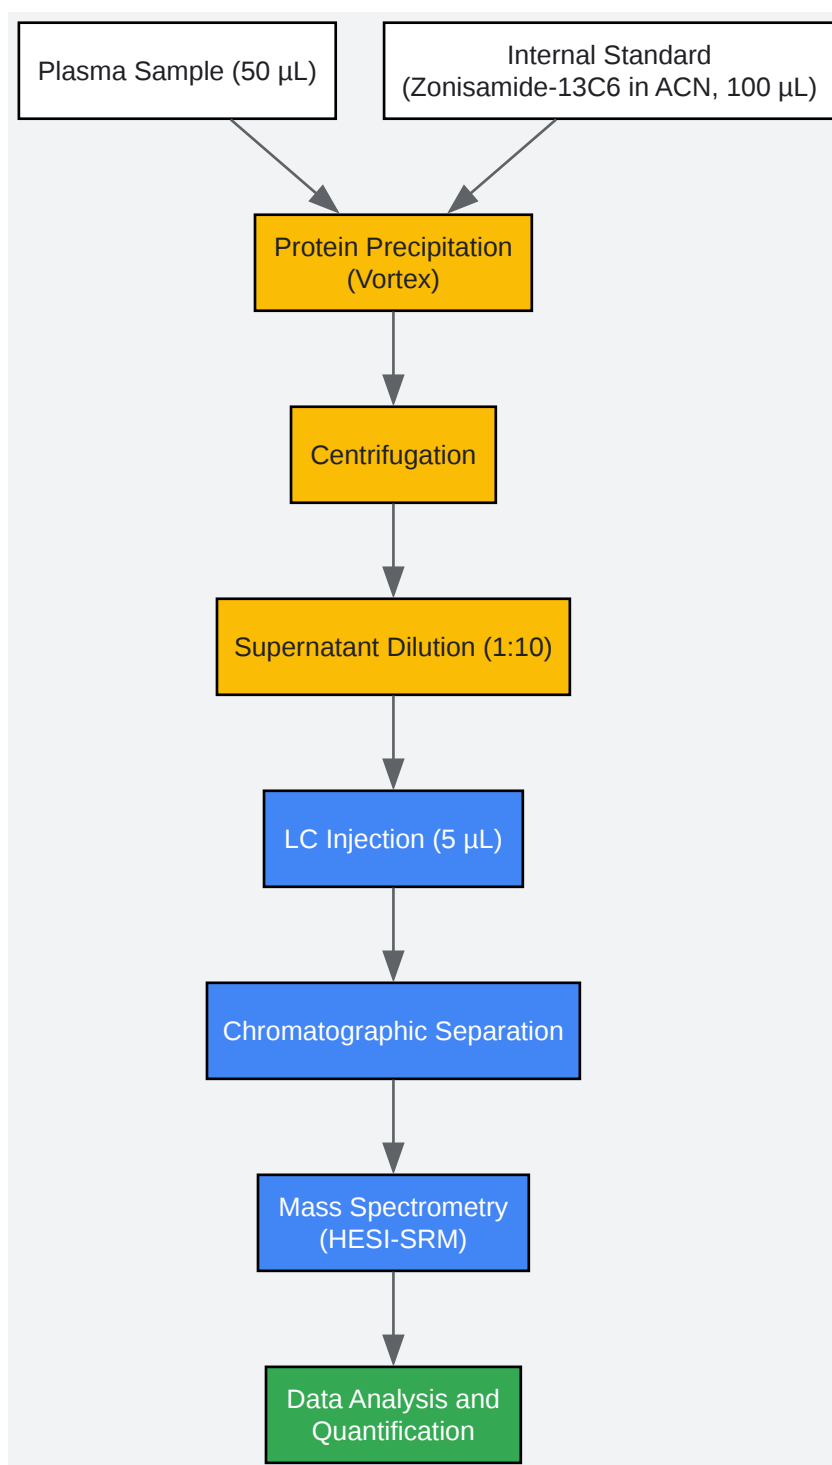 Plasma Sample (50 µL)
Internal Standard
(Zonisamide-13C6 in ACN, 100 µL)
Protein Precipitation
(Vortex)
Centrifugation
Supernatant Dilution (1:10)
LC Injection (5 µL)
Chromatographic Separation
Mass Spectrometry
(HESI-SRM)
Data Analysis and
Quantification